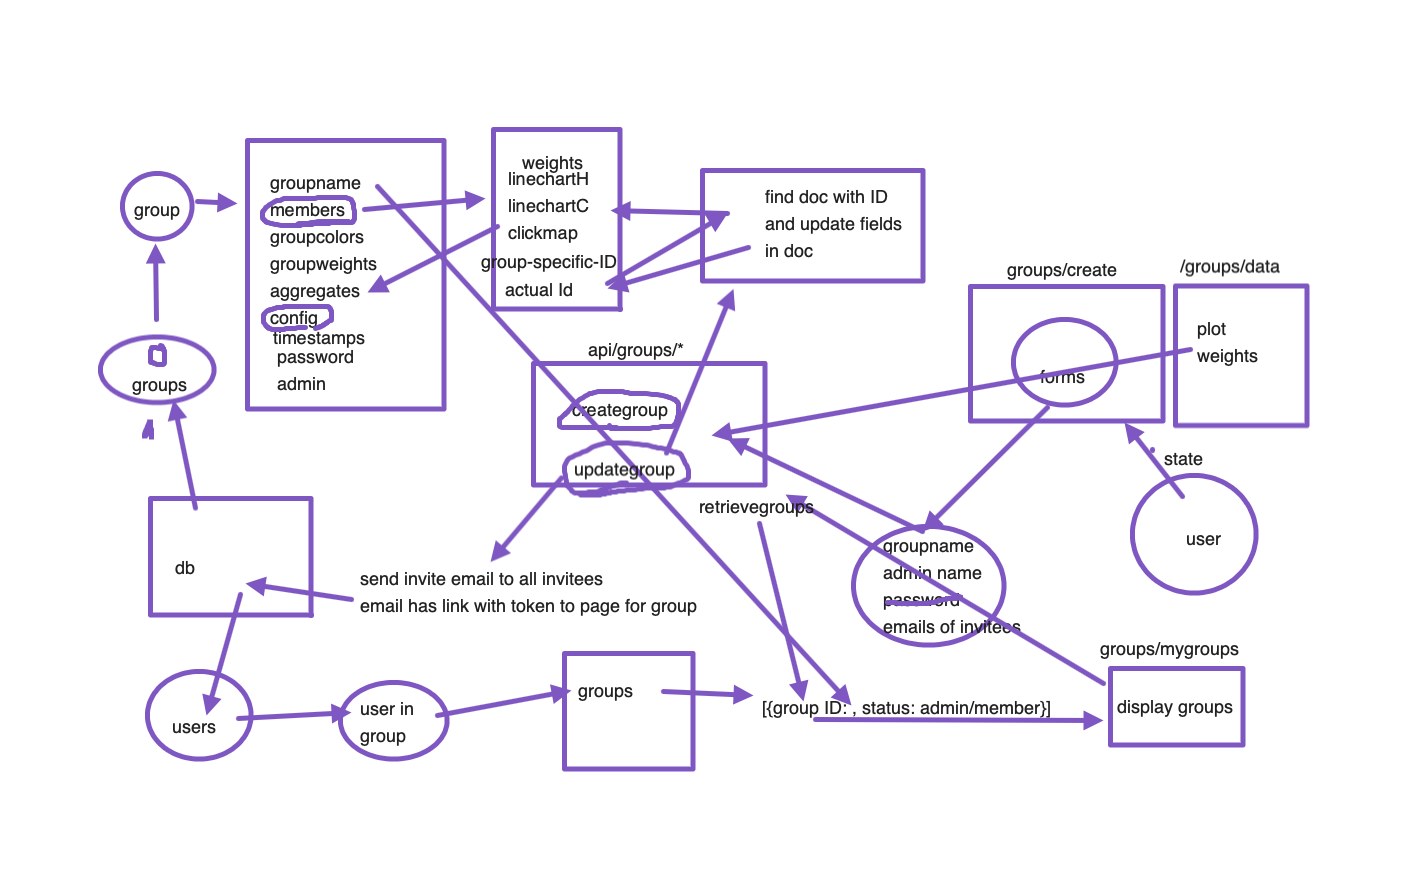 group
groupname
members
groupcolors
groupweights
aggregates
config
timestamps
password
admin
weights
linechartH
linechartC
clickmap
group-specific-ID
actual Id
find doc with ID
and update fields
in doc
groups/create
forms
/groups/data
plot
weights
api/groups/*
creategroup
updategroup
retrievegroups
groups
state
user
db
send invite email to all invitees
email has link with token to page for group
groupname
admin name
password
emails of invitees
groups/mygroups
display groups
users
user in
group
groups
[{group ID: , status: admin/member}]